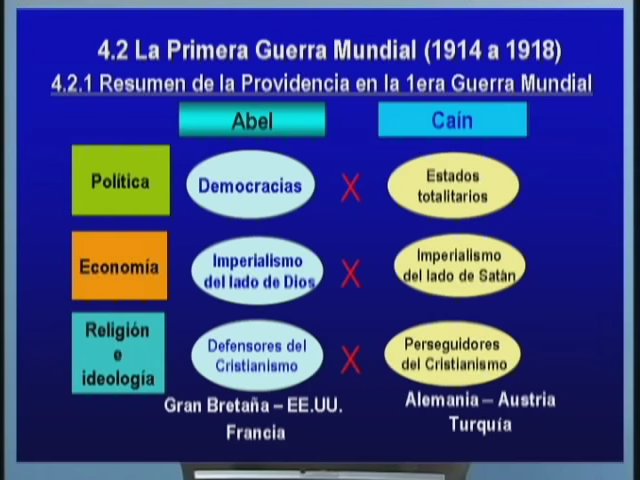 4.2 La Primera Guerra Mundial (1914 a 1918)
4.2.1 Resumen de la Providencia en la 1era Guerra Mundial
Abel
Caín
Política
Democracias
X
Estados
totalitarios
Economía
Imperialismo
del lado de Dios
X
Imperialismo
del lado de Satàn
Religión
e
ideología
Defensores del
Cristianismo
X
Perseguidores
del Cristianismo
Gran Bretaña – EE.UU.
Francia
Alemania – Austria
Turquía